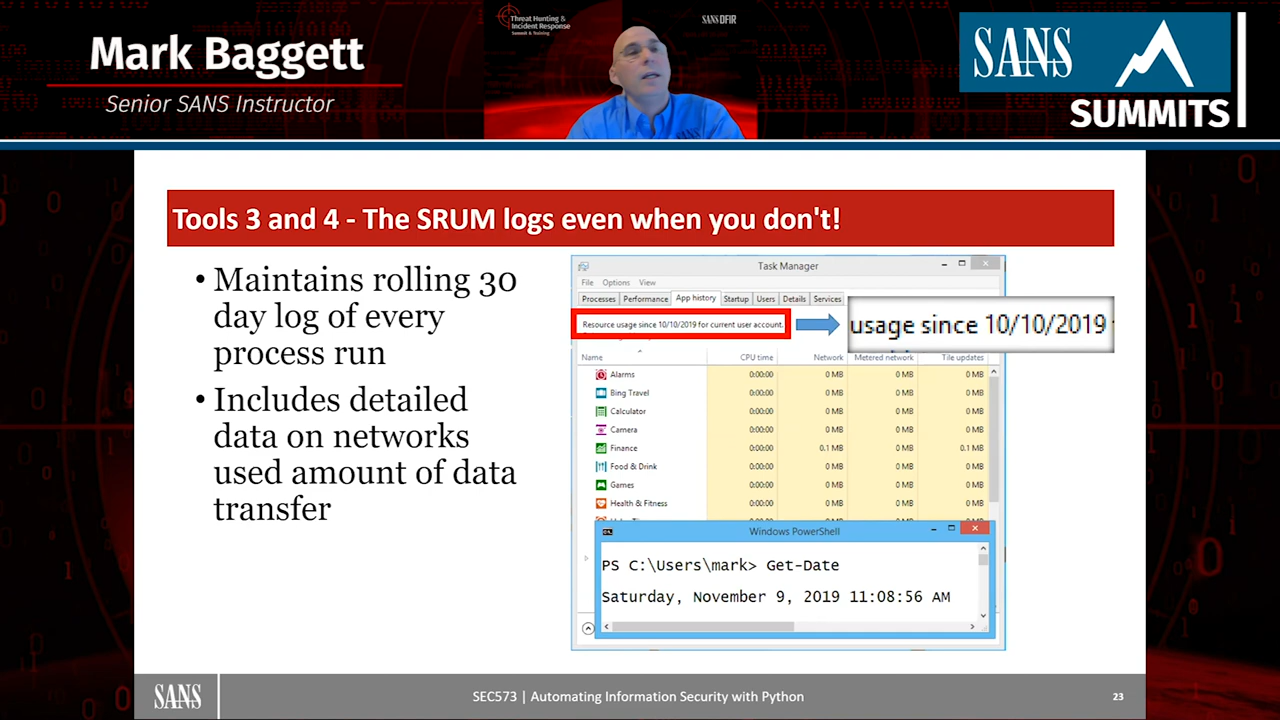 Mark Baggett
Senior SANS Instructor
Threat Hunting &
Incident Response
Summit & Training
SANS DFIR
SANS
SUMMITS
Tools 3 and 4 - The SRUM logs even when you don't!
• Maintains rolling 30
day log of every
process run
• Includes detailed
data on networks
used amount of data
transfer
Task Manager
File Options View
Processes Performance App history Startup Users Details Services
Resource usage since 10/10/2019 for current user account.
usage since 10/10/2019
Name CPU time Network Metered network Tile updates
Alarms 0:00:00 0 MB 0 MB 0 MB
Bing Travel 0:00:00 0 MB 0 MB 0 MB
Calculator 0:00:00 0 MB 0 MB 0 MB
Camera 0:00:00 0 MB 0 MB 0 MB
Finance 0:00:00 0.1 MB 0 MB 0.1 MB
Food & Drink 0:00:00 0 MB 0 MB 0 MB
Games 0:00:00 0 MB 0 MB 0 MB
Health & Fitness 0:00:00 0 MB 0 MB 0 MB
Windows PowerShell
PS C:\Users\mark> Get-Date
Saturday, November 9, 2019 11:08:56 AM
SANS
SEC573 | Automating Information Security with Python
23